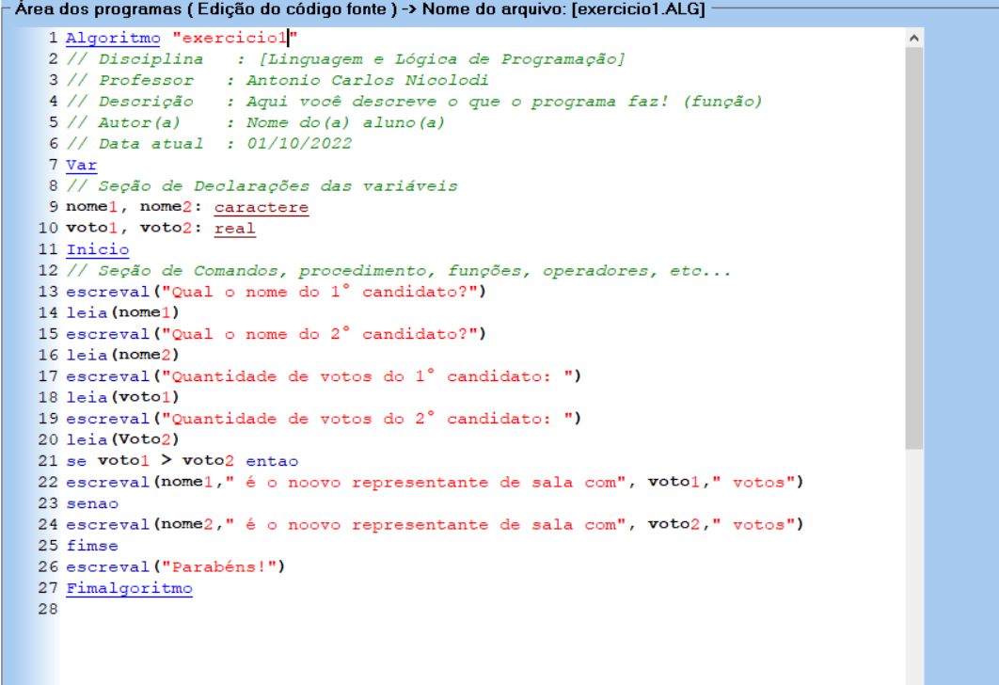 Área dos programas ( Edição do código fonte ) -> Nome do arquivo: [exercicio1.ALG]
1 Algoritmo "exercicio1"
2 // Disciplina   : [Linguagem e Lógica de Programação]
3 // Professor   : Antonio Carlos Nicolodi
4 // Descrição   : Aqui você descreve o que o programa faz! (função)
5 // Autor(a)    : Nome do(a) aluno(a)
6 // Data atual  : 01/10/2022
7 Var
8 // Seção de Declarações das variáveis
9 nome1, nome2: caractere
10 voto1, voto2: real
11 Inicio
12 // Seção de Comandos, procedimento, funções, operadores, etc...
13 escreval("Qual o nome do 1° candidato?")
14 leia(nome1)
15 escreval("Qual o nome do 2° candidato?")
16 leia(nome2)
17 escreval("Quantidade de votos do 1° candidato: ")
18 leia(voto1)
19 escreval("Quantidade de votos do 2° candidato: ")
20 leia(Voto2)
21 se voto1 > voto2 entao
22 escreval(nome1," é o noovo representante de sala com", voto1," votos")
23 senao
24 escreval(nome2," é o noovo representante de sala com", voto2," votos")
25 fimse
26 escreval("Parabéns!")
27 Fimalgoritmo
28